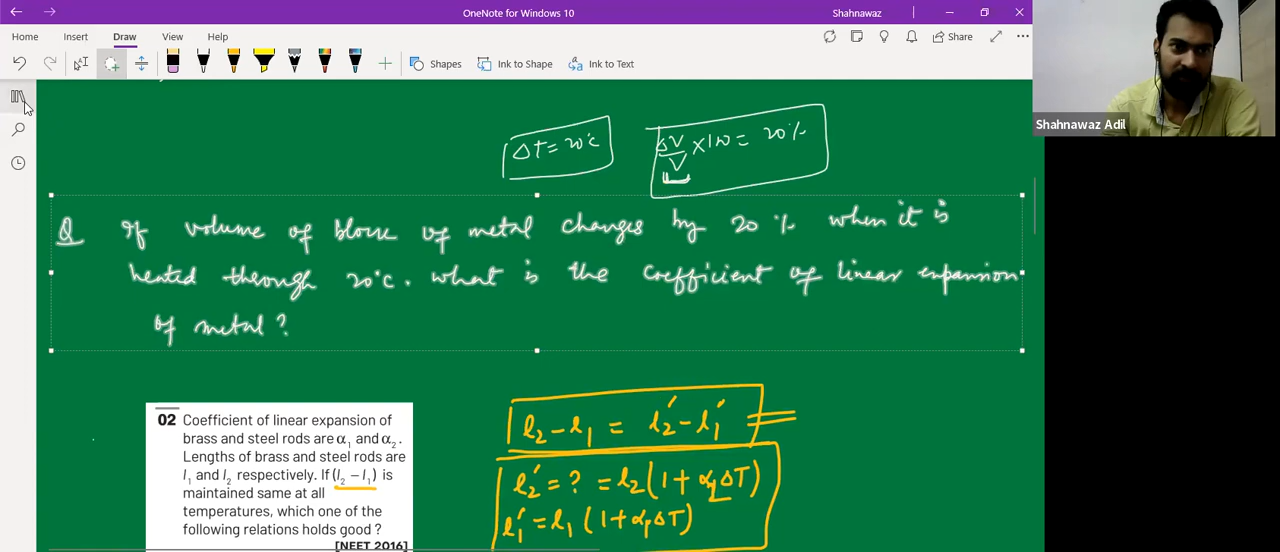 OneNote for Windows 10
Shahnawaz
Home Insert Draw View Help
Share
Shapes Ink to Shape Ink to Text
Shahnawaz Adil
ΔT = 20°C
ΔV/V × 100 = 20%
Q If volume of block of metal changes by 20 % when it is
heated through 20°C. what is the coefficient of linear expansion
of metal?
l₂ - l₁ = l₂' - l₁'
l₂' = ? = l₂ (1 + α₂ΔT)
l₁' = l₁ (1 + α₁ΔT)
02 Coefficient of linear expansion of
brass and steel rods are α₁ and α₂.
Lengths of brass and steel rods are
l₁ and l₂ respectively. If (l₂ − l₁) is
maintained same at all
temperatures, which one of the
following relations holds good ?
[NEET 2016]